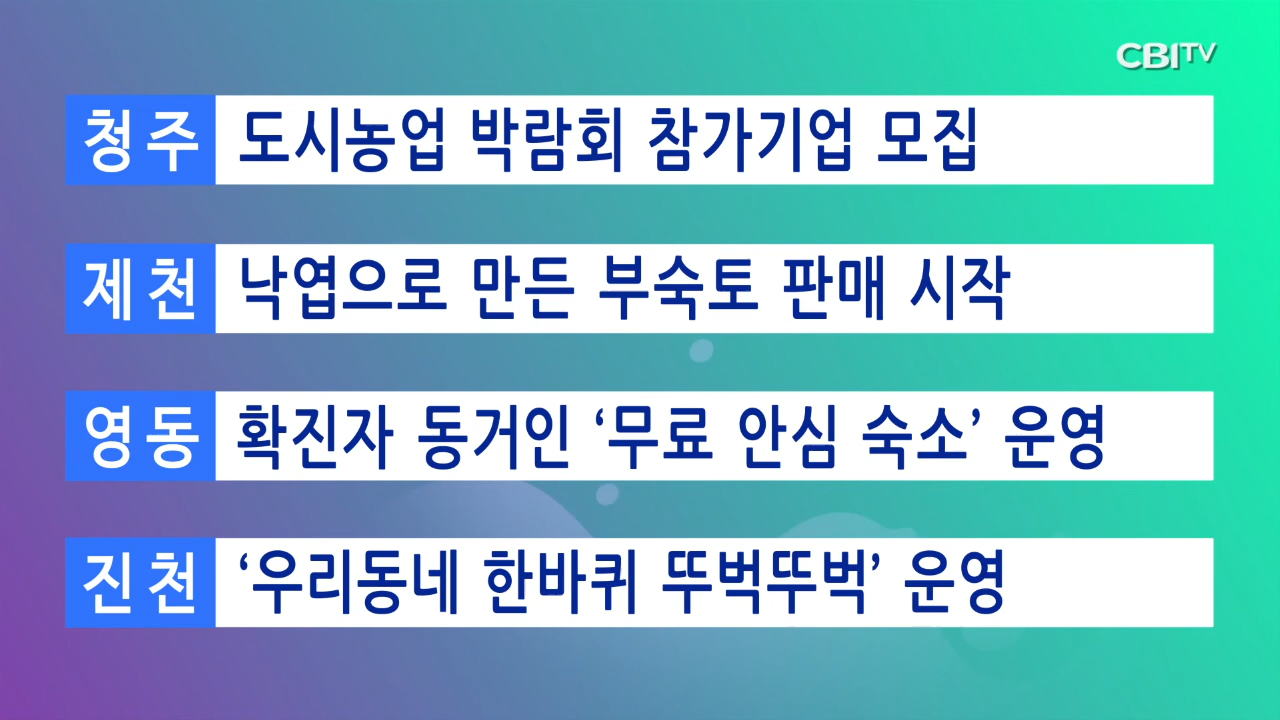 CBITV
청주 도시농업 박람회 참가기업 모집
제천 낙엽으로 만든 부숙토 판매 시작
영동 확진자 동거인 ‘무료 안심 숙소’ 운영
진천 ‘우리동네 한바퀴 뚜벅뚜벅’ 운영